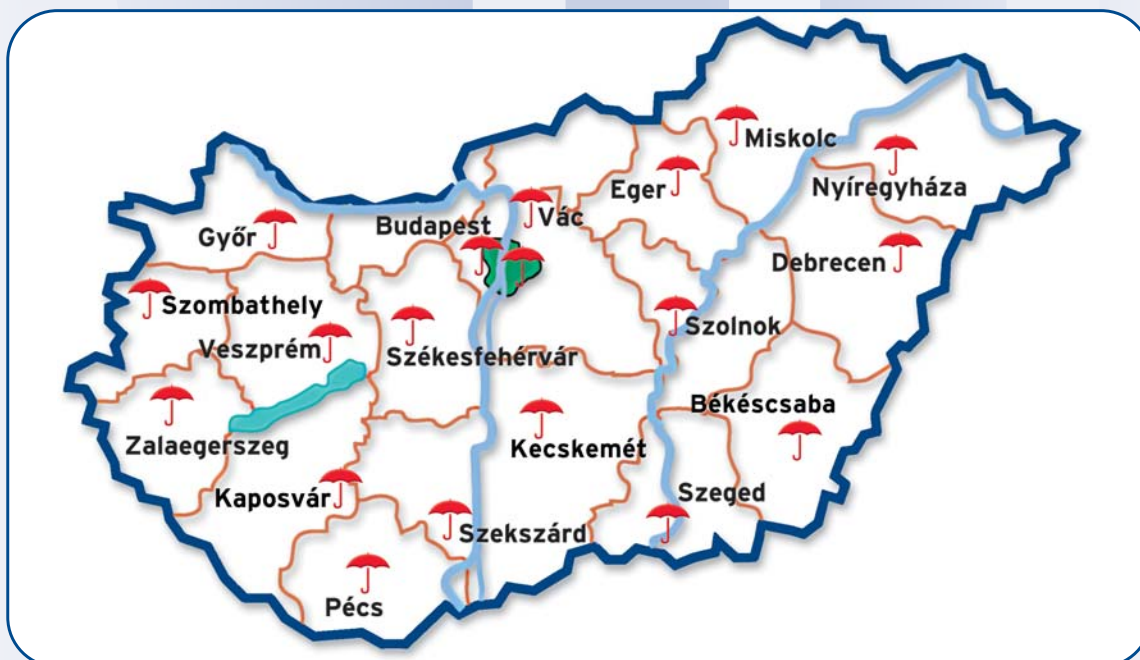 Miskolc
Eger
Nyíregyháza
Vác
Budapest
Győr
Debrecen
Szombathely
Szolnok
Veszprém
Székesfehérvár
Békéscsaba
Zalaegerszeg
Kecskemét
Kaposvár
Szeged
Szekszárd
Pécs